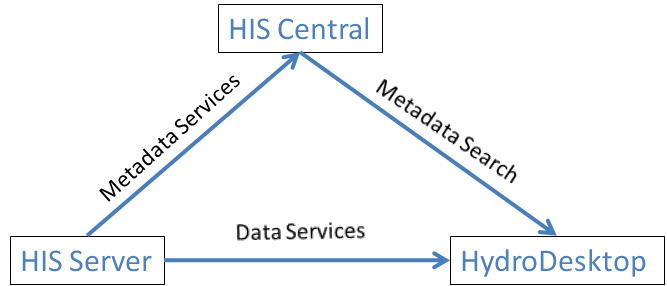 HIS Central
Metadata Services
Metadata Search
Data Services
HIS Server
HydroDesktop